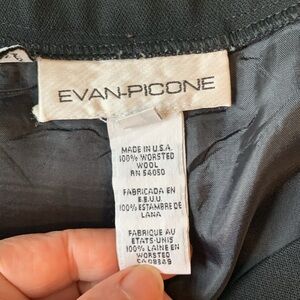 EVAN-PICONE
MADE IN U.S.A.
100% WORSTED
WOOL
RN 54050
FABRICADA EN
E.E.U.U.
100% ESTAMBRE DE
LANA
FABRIQUE AU
ETATS-UNIS
100% LAINE EN
WORSTED